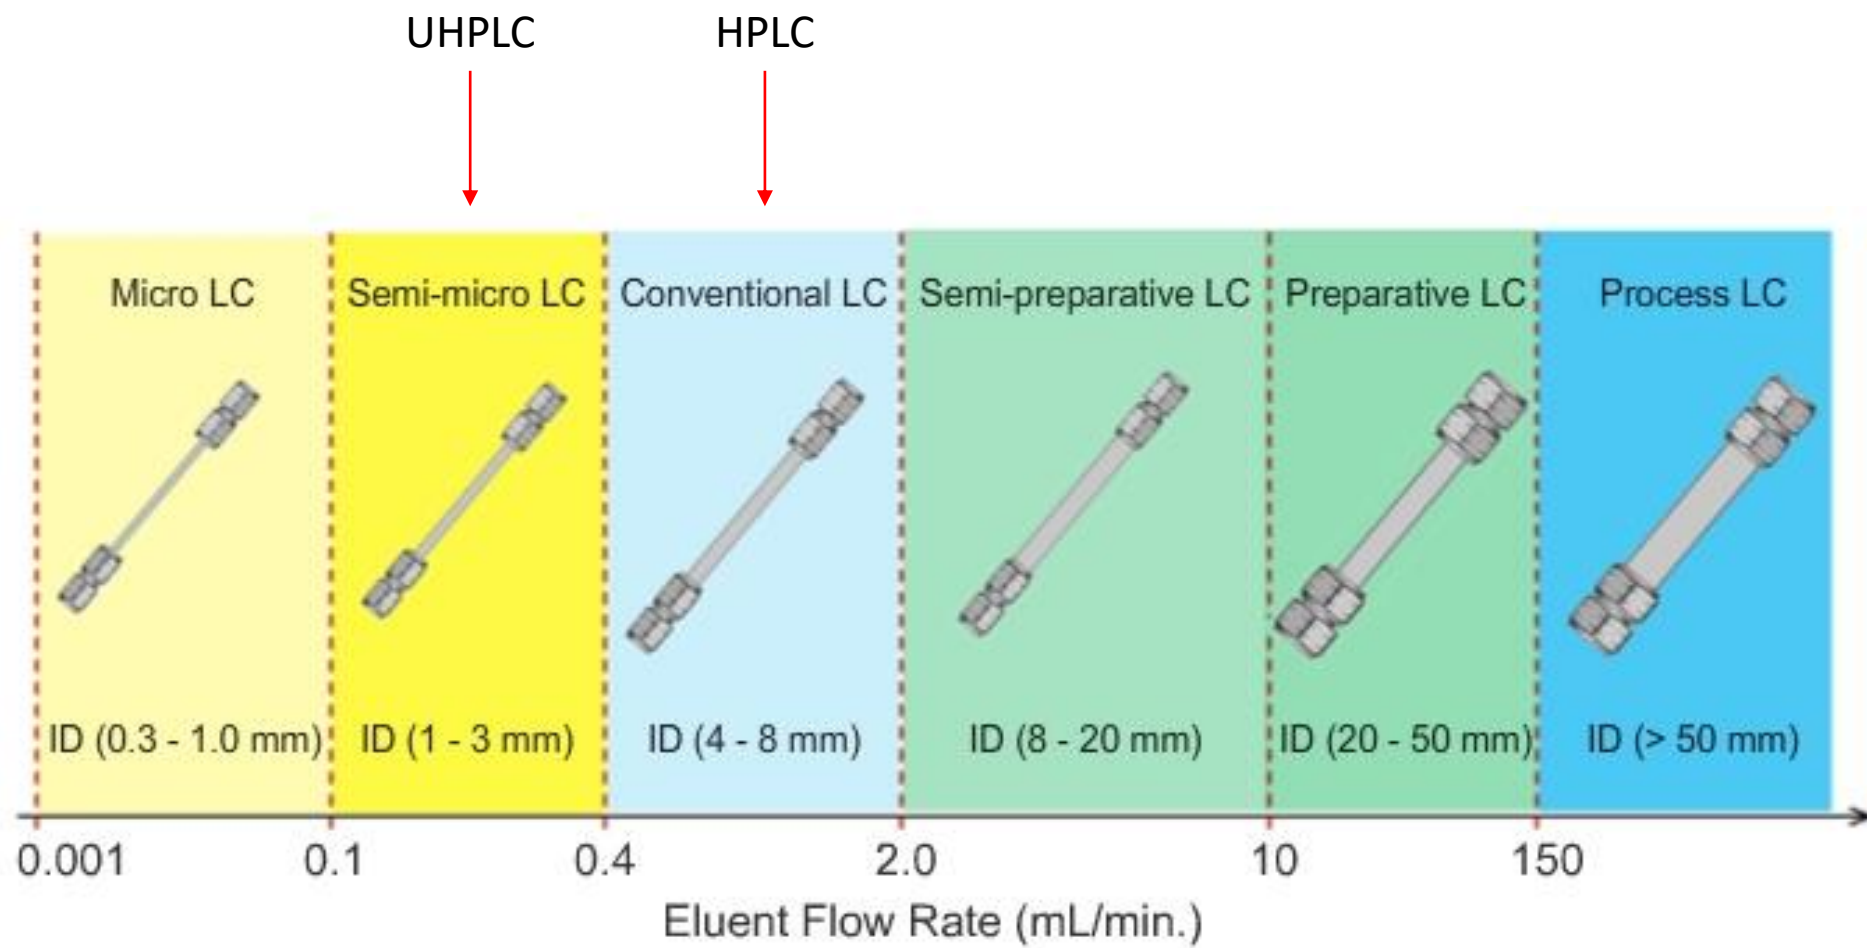 UHPLC HPLC
Micro LC Semi-micro LC Conventional LC Semi-preparative LC Preparative LC Process LC
ID (0.3 - 1.0 mm) ID (1 - 3 mm) ID (4 - 8 mm) ID (8 - 20 mm) ID (20 - 50 mm) ID (> 50 mm)
0.001 0.1 0.4 2.0 10 150
Eluent Flow Rate (mL/min.)